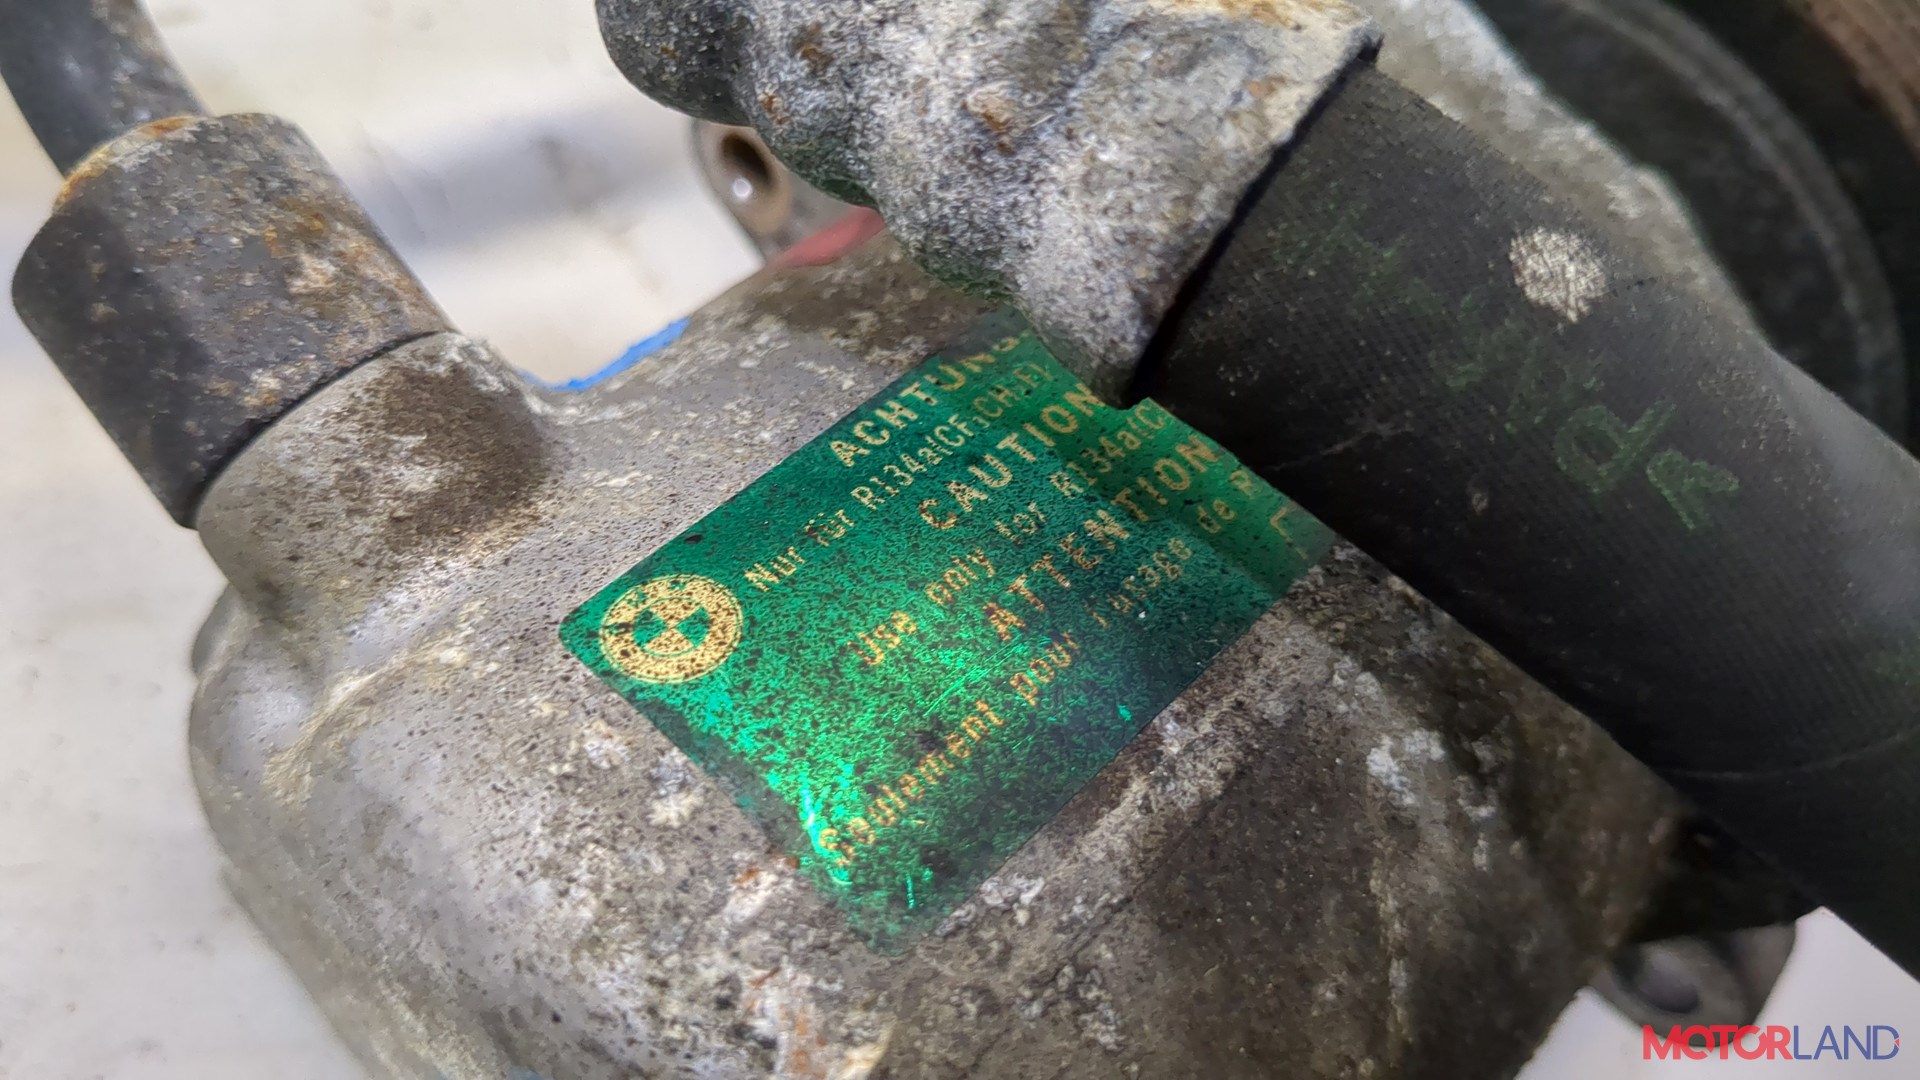 ACHTUNG
Nur für R134a(CF₃CH₂F)
CAUTION
Use only for R134a(C
ATTENTION
Seulement pour l'usage de R
MOTORLAND